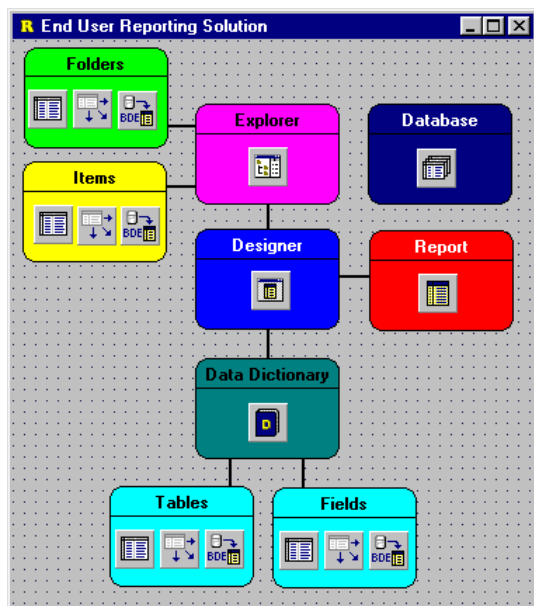 R End User Reporting Solution
Folders
BDE
Explorer
Database
Items
BDE
Designer
Report
Data Dictionary
D
Tables
Fields
BDE
BDE